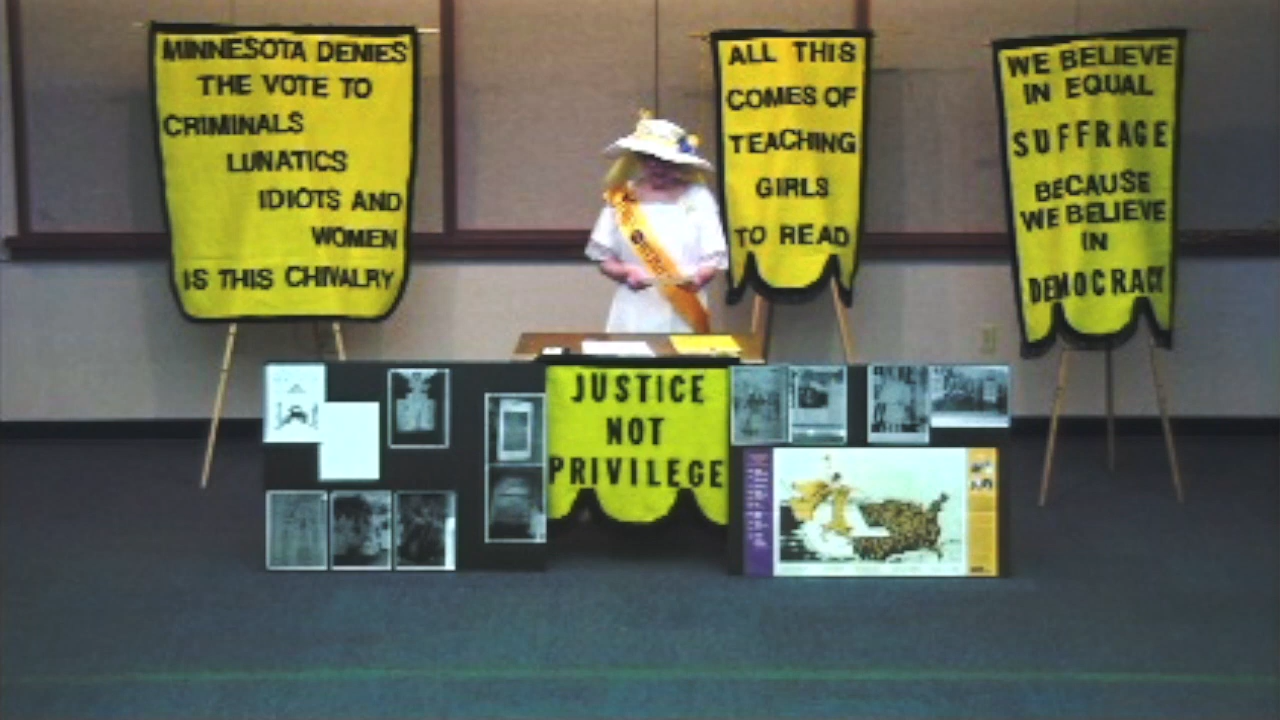 MINNESOTA DENIES
THE VOTE TO
CRIMINALS
LUNATICS
IDIOTS AND
WOMEN
IS THIS CHIVALRY
ALL THIS
COMES OF
TEACHING
GIRLS
TO READ
WE BELIEVE
IN EQUAL
SUFFRAGE
BECAUSE
WE BELIEVE
IN
DEMOCRACY
JUSTICE
NOT
PRIVILEGE